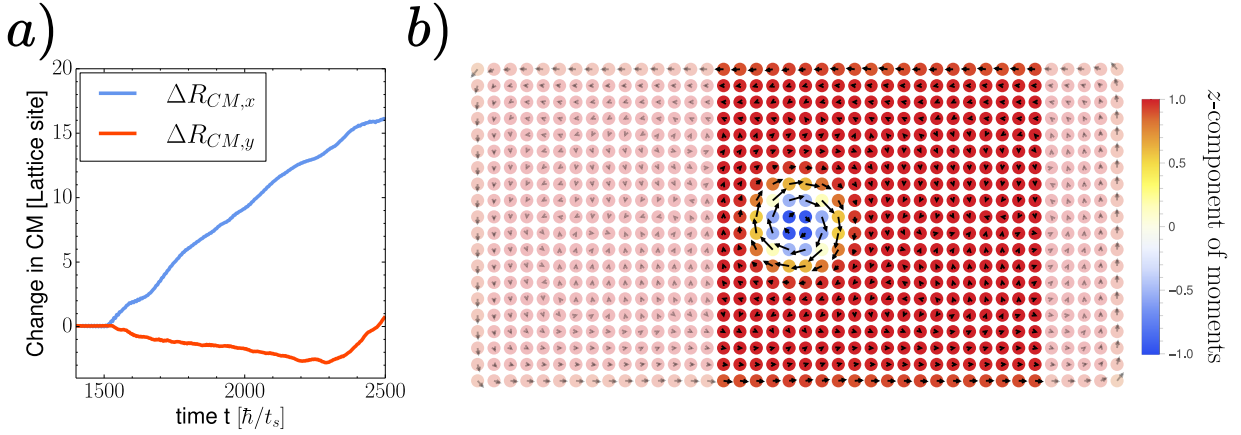 a)
20
15
10
5
0
Change in CM [Lattice site]
ΔR_{CM,x}
ΔR_{CM,y}
1500
2000
2500
time t [ħ/t_s]
b)
1.0
0.5
0
−0.5
−1.0
z-component of moments